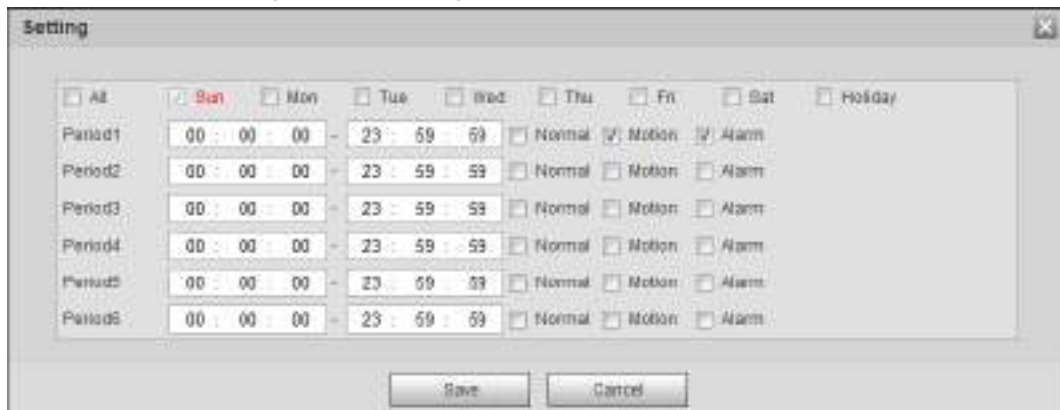 Setting
All Sun Mon Tue Wed Thu Fri Sat Holiday
Period1 00 : 00 : 00 - 23 : 59 : 59 Normal Motion Alarm
Period2 00 : 00 : 00 - 23 : 59 : 59 Normal Motion Alarm
Period3 00 : 00 : 00 - 23 : 59 : 59 Normal Motion Alarm
Period4 00 : 00 : 00 - 23 : 59 : 59 Normal Motion Alarm
Period5 00 : 00 : 00 - 23 : 59 : 59 Normal Motion Alarm
Period6 00 : 00 : 00 - 23 : 59 : 59 Normal Motion Alarm
Save Cancel